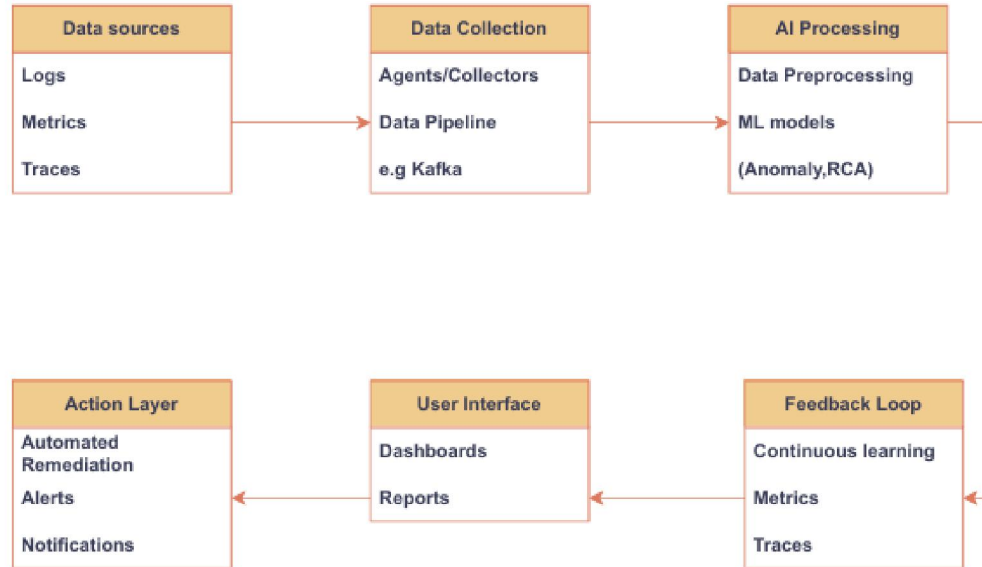 Data sources
Logs
Metrics
Traces
Data Collection
Agents/Collectors
Data Pipeline
e.g Kafka
AI Processing
Data Preprocessing
ML models
(Anomaly,RCA)
Action Layer
Automated
Remediation
Alerts
Notifications
User Interface
Dashboards
Reports
Feedback Loop
Continuous learning
Metrics
Traces